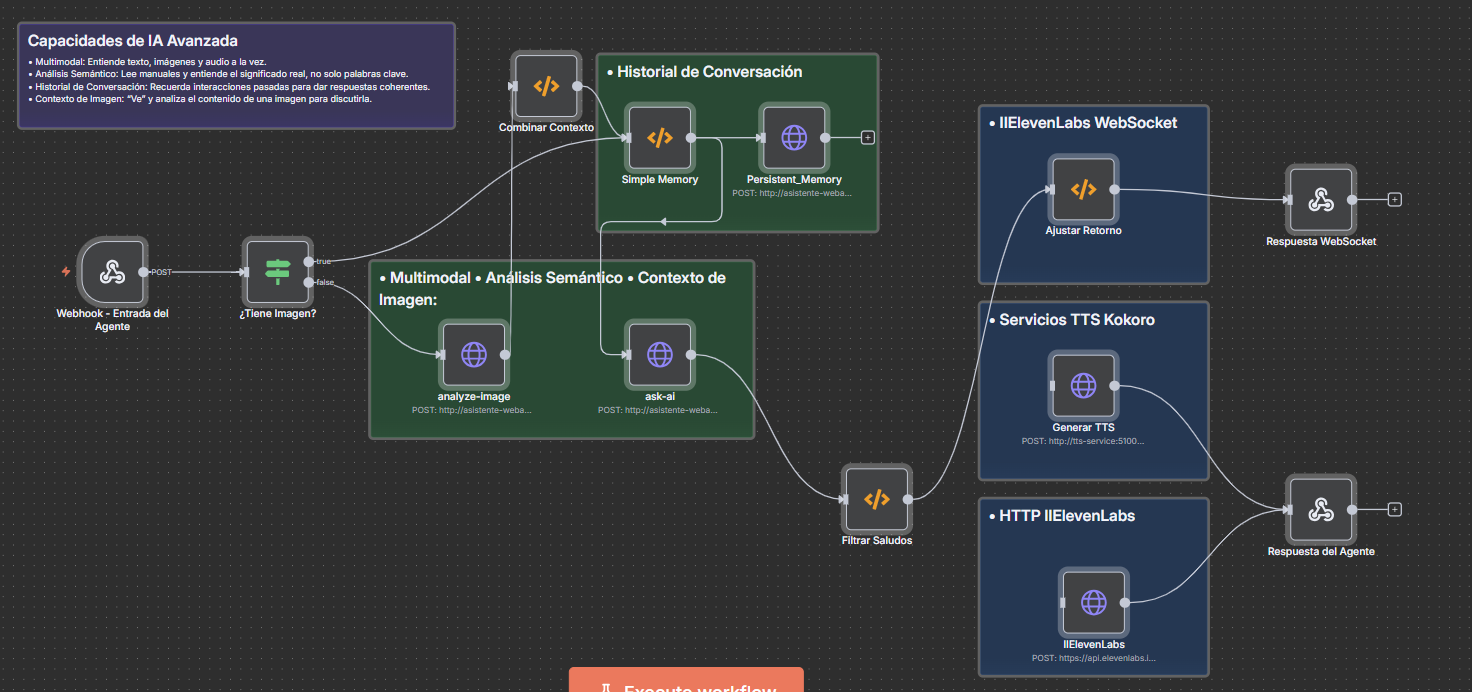 Capacidades de IA Avanzada
• Multimodal: Entiende texto, imágenes y audio a la vez.
• Análisis Semántico: Lee manuales y entiende el significado real, no solo palabras clave.
• Historial de Conversación: Recuerda interacciones pasadas para dar respuestas coherentes.
• Contexto de Imagen: “Ve” y analiza el contenido de una imagen para discutirla.
Combinar Contexto
• Historial de Conversación
Simple Memory
Persistent_Memory
POST: http://asistente-weba...
• IIElevenLabs WebSocket
Ajustar Retorno
Respuesta WebSocket
POST
Webhook - Entrada del
Agente
true
false
¿Tiene Imagen?
• Multimodal • Análisis Semántico • Contexto de
Imagen:
analyze-image
POST: http://asistente-weba...
ask-ai
POST: http://asistente-weba...
• Servicios TTS Kokoro
Generar TTS
POST: http://tts-service:5100...
Filtrar Saludos
• HTTP IIElevenLabs
IIElevenLabs
POST: https://api.elevenlabs.i...
Respuesta del Agente
Execute workflow